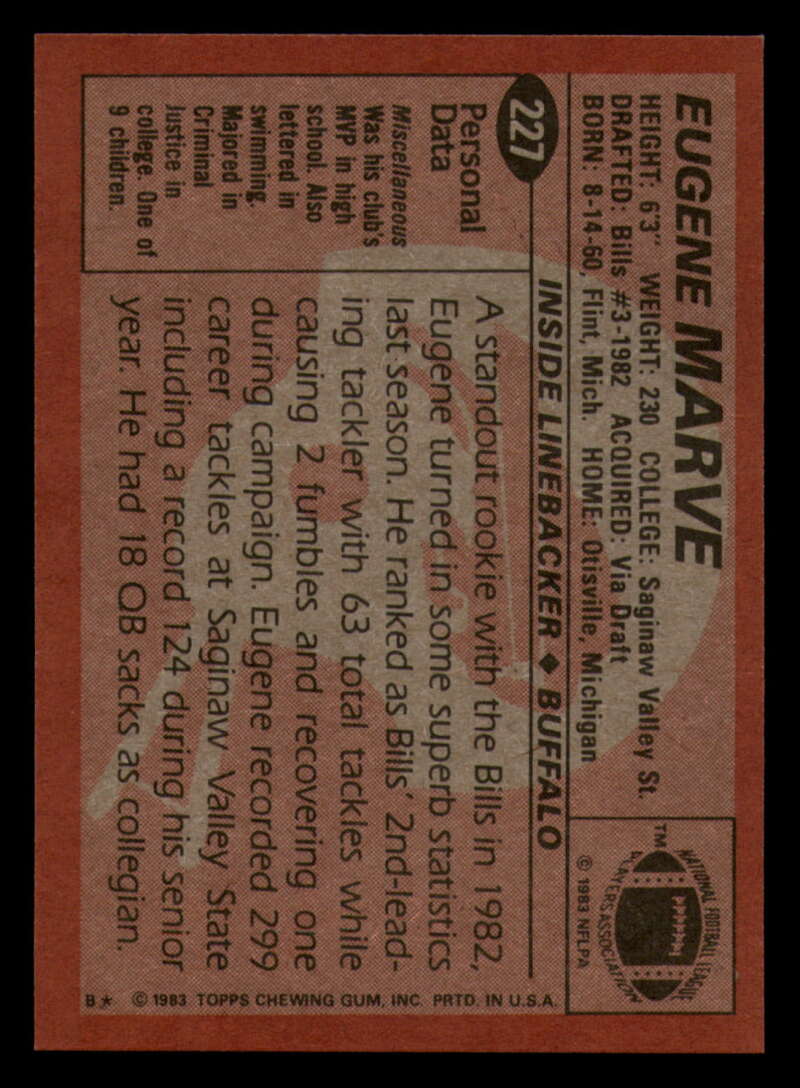 EUGENE MARVE
HEIGHT: 6'3" WEIGHT: 230 COLLEGE: Saginaw Valley St.
DRAFTED: Bills #3-1982 ACQUIRED: Via Draft
BORN: 8-14-60, Flint, Mich. HOME: Otisville, Michigan
TM
NATIONAL FOOTBALL LEAGUE
PLAYERS ASSOCIATION
© 1983 NFLPA
227
INSIDE LINEBACKER ◆ BUFFALO
Personal
Data
Miscellaneous
Was his club's
MVP in high
school. Also
lettered in
swimming.
Majored in
Criminal
Justice in
college. One of
9 children.
A standout rookie with the Bills in 1982,
Eugene turned in some superb statistics
last season. He ranked as Bills' 2nd-lead-
ing tackler with 63 total tackles while
causing 2 fumbles and recovering one
during campaign. Eugene recorded 299
career tackles at Saginaw Valley State
including a record 124 during his senior
year. He had 18 QB sacks as collegian.
B★ © 1983 TOPPS CHEWING GUM, INC. PRTD. IN U.S.A.